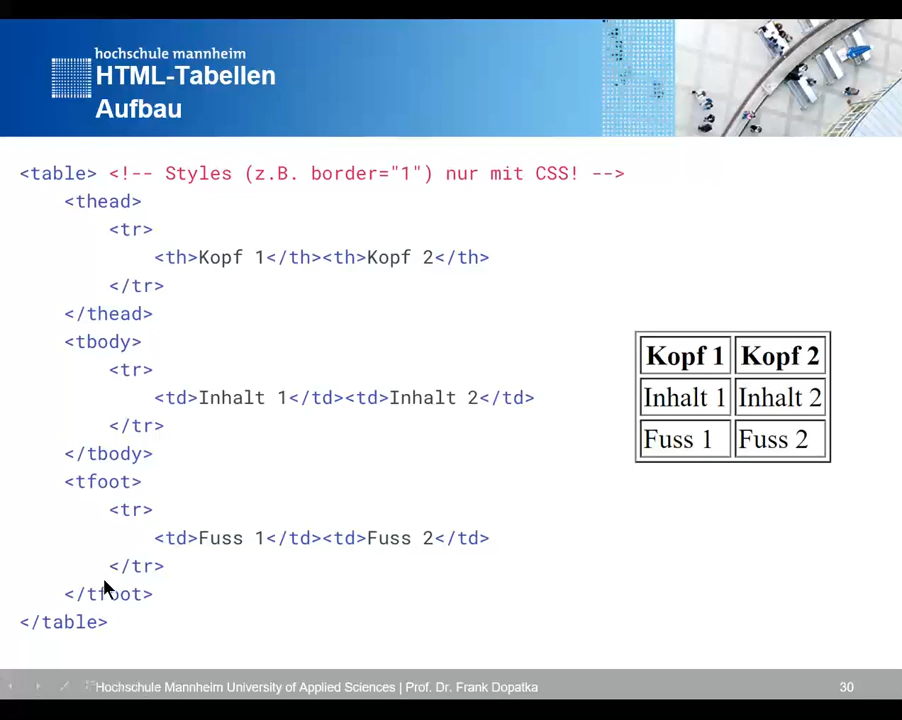 hochschule mannheim
HTML-Tabellen
Aufbau
<table> <!-- Styles (z.B. border="1") nur mit CSS! -->
<thead>
<tr>
<th>Kopf 1</th><th>Kopf 2</th>
</tr>
</thead>
<tbody>
<tr>
<td>Inhalt 1</td><td>Inhalt 2</td>
</tr>
</tbody>
<tfoot>
<tr>
<td>Fuss 1</td><td>Fuss 2</td>
</tr>
</tfoot>
</table>
Kopf 1 Kopf 2
Inhalt 1 Inhalt 2
Fuss 1 Fuss 2
Hochschule Mannheim University of Applied Sciences | Prof. Dr. Frank Dopatka
30